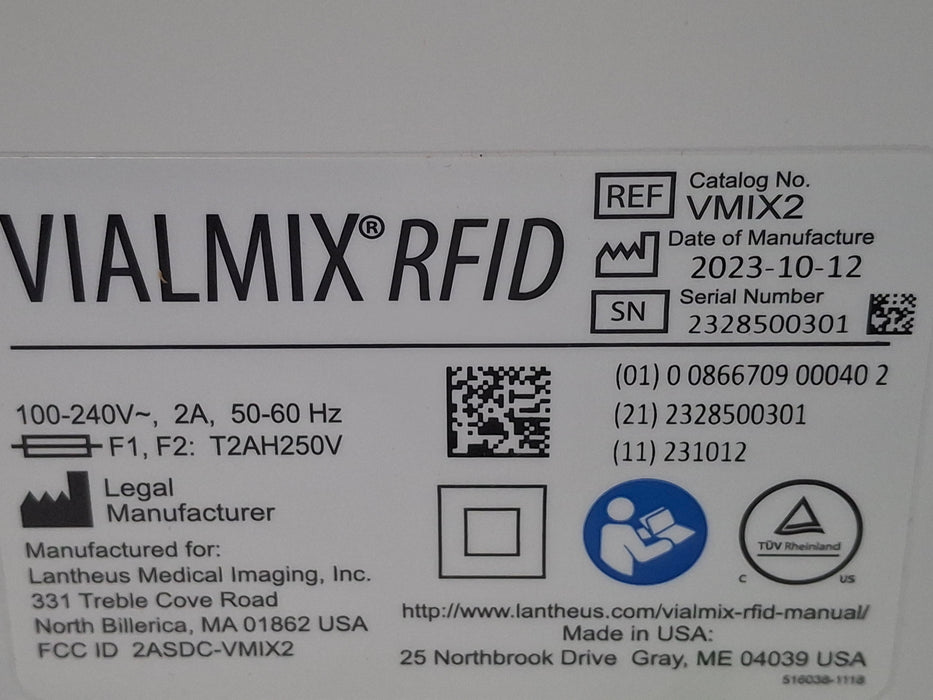 VIALMIX® RFID
REF
Catalog No.
VMIX2
Date of Manufacture
2023-10-12
SN
Serial Number
2328500301
100-240V~, 2A, 50-60 Hz
F1, F2: T2AH250V
Legal
Manufacturer
Manufactured for:
Lantheus Medical Imaging, Inc.
331 Treble Cove Road
North Billerica, MA 01862 USA
FCC ID 2ASDC-VMIX2
(01) 0 0866709 00040 2
(21) 2328500301
(11) 231012
TÜV Rheinland
C US
http://www.lantheus.com/vialmix-rfid-manual/
Made in USA:
25 Northbrook Drive Gray, ME 04039 USA
516038-1118